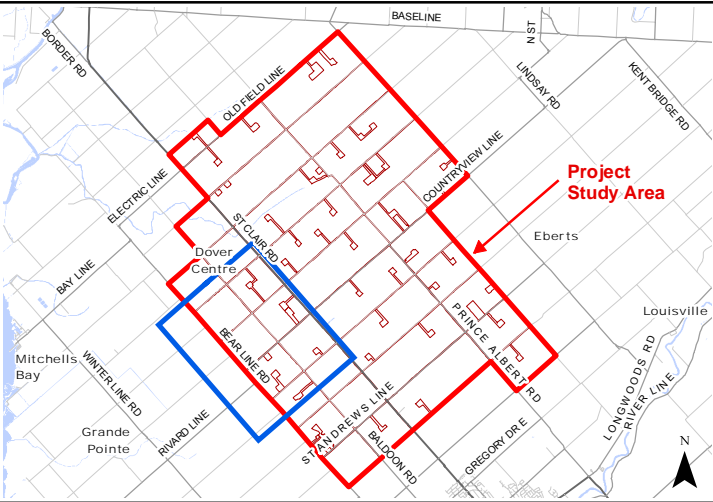 BASELINE
N ST
BORDER RD
LINDSAY RD
KENT BRIDGE RD
OLD FIELD LINE
COUNTRYVIEW LINE
Project
Study Area
ELECTRIC LINE
ST CLAIR RD
Eberts
Dover
Centre
BAY LINE
Louisville
PRINCE ALBERT RD
BEAR LINE RD
Mitchells
Bay
WINTER LINE RD
LONGWOODS RD
RIVER LINE
RIVARD LINE
ST ANDREWS LINE
Grande
Pointe
BALDOON RD
GREGORY DR E
N